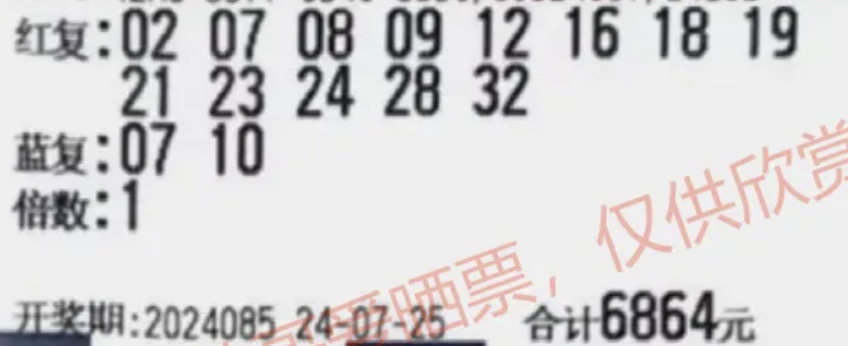 红复:02 07 08 09 12 16 18 19
21 23 24 28 32
蓝复:07 10
倍数:1
开奖期:2024085 24-07-25 合计6864元
爱晒票，仅供欣赏